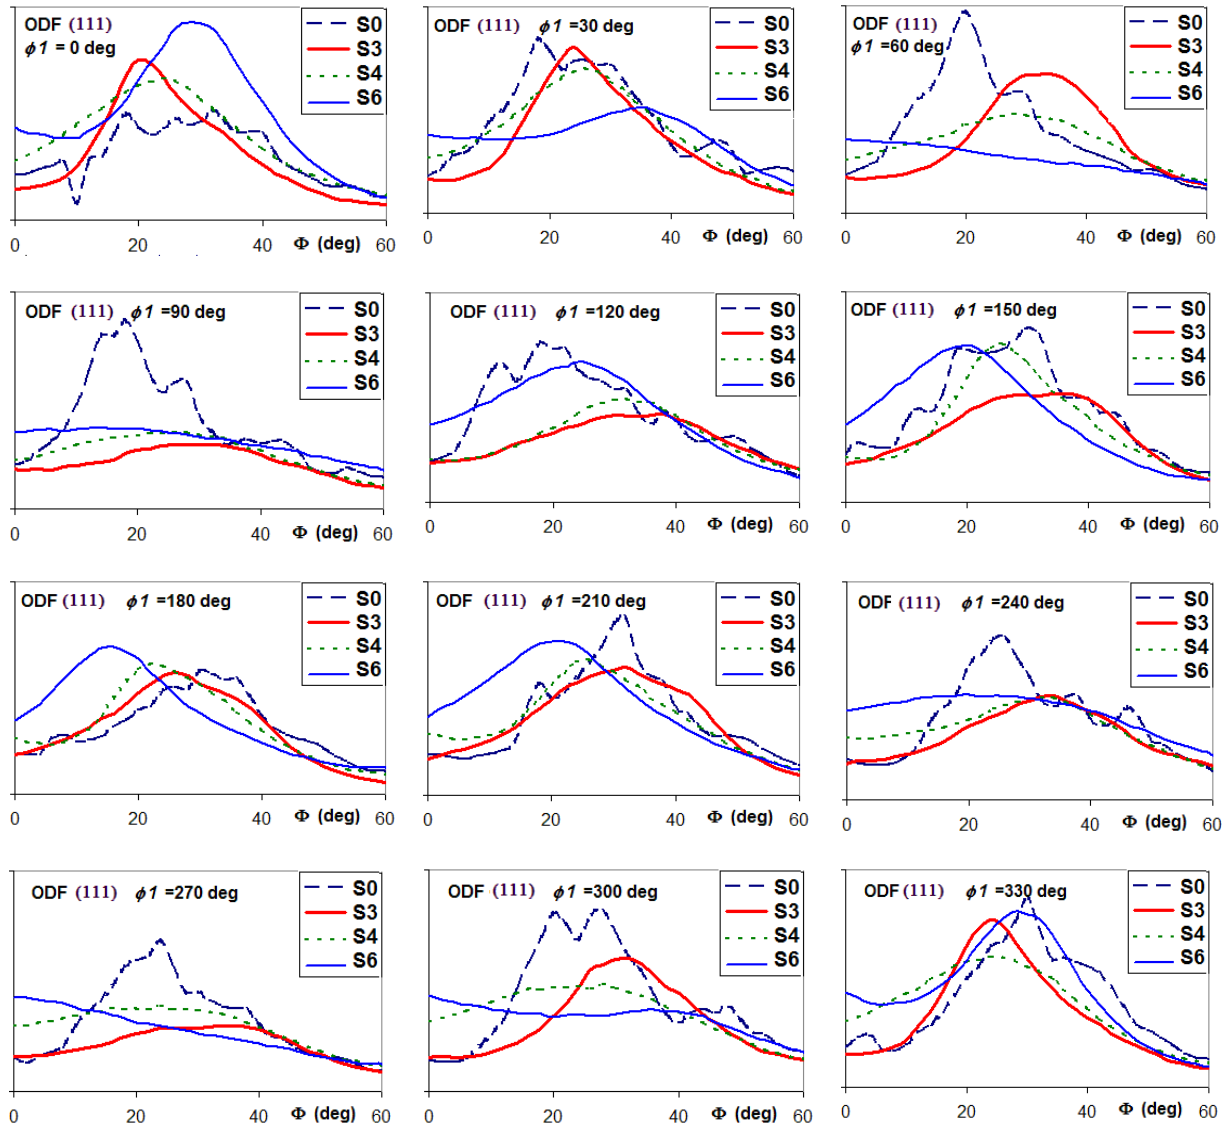 ODF (111)
ϕ1 = 0 deg
S0
S3
S4
S6
0 20 40 Φ (deg) 60
ODF (111) ϕ1 =30 deg
S0
S3
S4
S6
0 20 40 Φ (deg) 60
ODF (111)
ϕ1 =60 deg
S0
S3
S4
S6
0 20 40 Φ (deg) 60
ODF (111) ϕ1 =90 deg
S0
S3
S4
S6
0 20 40 Φ (deg) 60
ODF (111) ϕ1 =120 deg
S0
S3
S4
S6
0 20 40 Φ (deg) 60
ODF (111) ϕ1 =150 deg
S0
S3
S4
S6
0 20 40 Φ (deg) 60
ODF (111) ϕ1 =180 deg
S0
S3
S4
S6
0 20 40 Φ (deg) 60
ODF (111) ϕ1 =210 deg
S0
S3
S4
S6
0 20 40 Φ (deg) 60
ODF (111) ϕ1 =240 deg
S0
S3
S4
S6
0 20 40 Φ (deg) 60
ODF (111) ϕ1 =270 deg
S0
S3
S4
S6
0 20 40 Φ (deg) 60
ODF (111) ϕ1 =300 deg
S0
S3
S4
S6
0 20 40 Φ (deg) 60
ODF (111) ϕ1 =330 deg
S0
S3
S4
S6
0 20 40 Φ (deg) 60